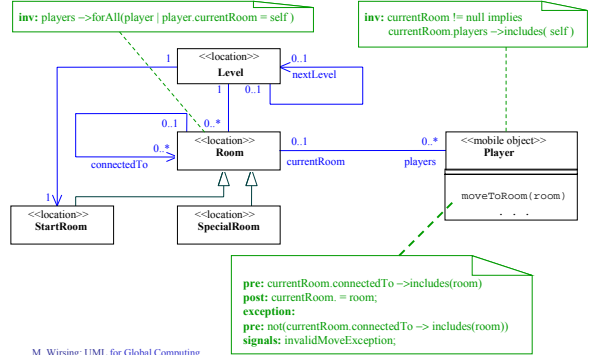 inv: players –>forAll(player | player.currentRoom = self )
inv: currentRoom != null implies
currentRoom.players –>includes( self )
<<location>>
Level
1
0..1
nextLevel
1
0..1
0..1
0..*
0..*
connectedTo
<<location>>
Room
0..1
currentRoom
0..*
players
<<mobile object>>
Player
moveToRoom(room)
. . .
1
<<location>>
StartRoom
<<location>>
SpecialRoom
pre: currentRoom.connectedTo –>includes(room)
post: currentRoom. = room;
exception:
pre: not(currentRoom.connectedTo –> includes(room))
signals: invalidMoveException;
M. Wirsing: UML for Global Computing